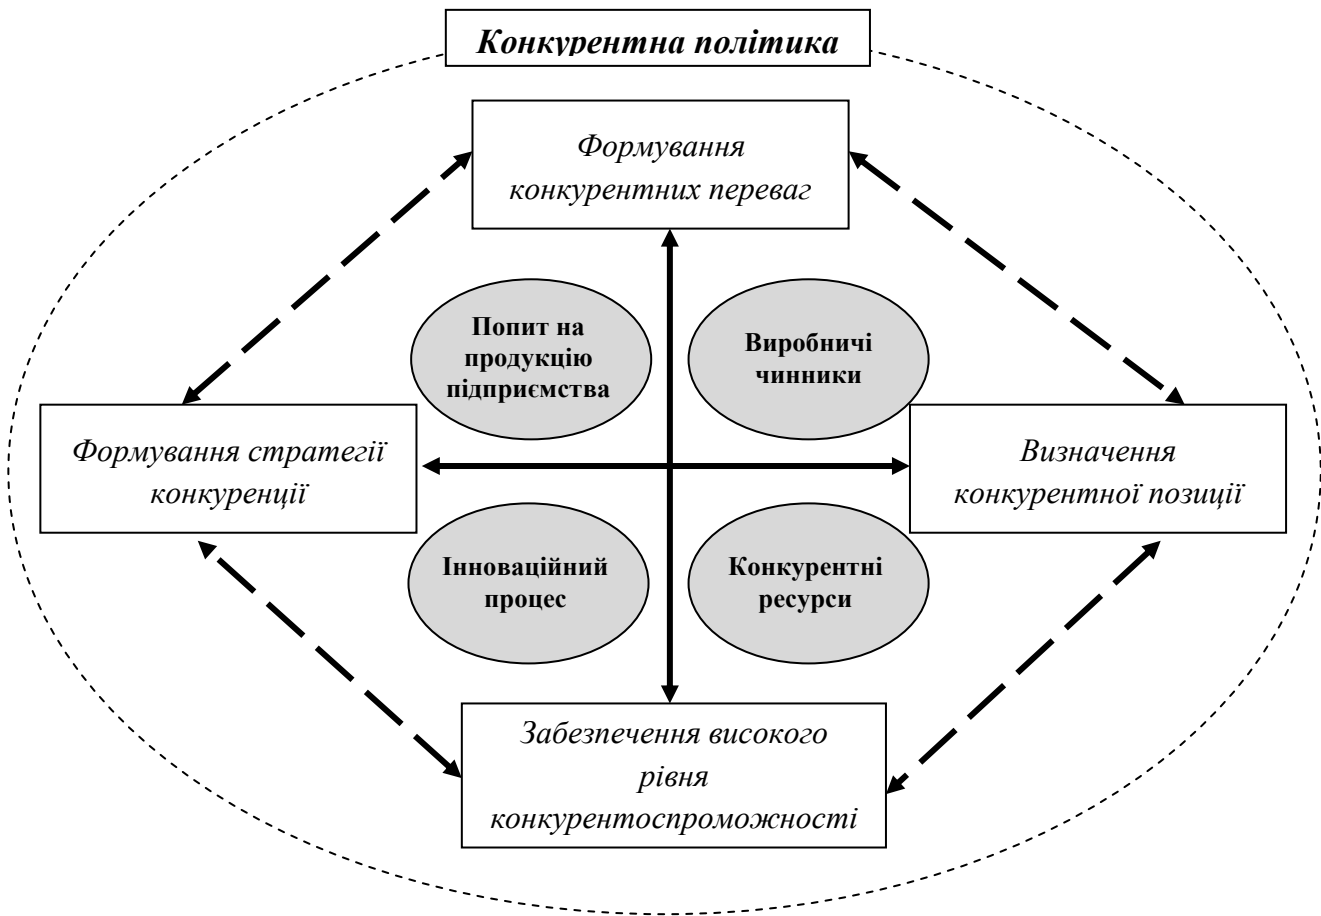 Конкурентна політика
Формування
конкурентних переваг
Попит на
продукцію
підприємства
Виробничі
чинники
Формування стратегії
конкуренції
Визначення
конкурентної позиції
Інноваційний
процес
Конкурентні
ресурси
Забезпечення високого
рівня
конкурентоспроможності